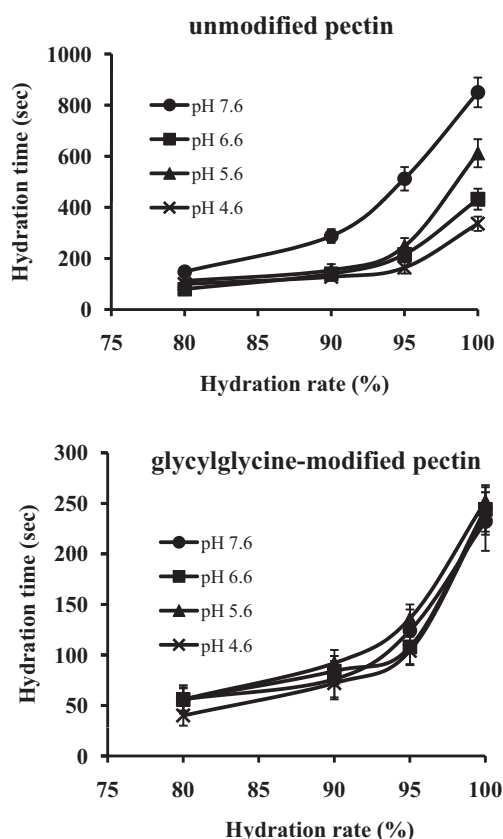 unmodified pectin
1000
800
600
400
200
0
Hydration time (sec)
pH 7.6
pH 6.6
pH 5.6
pH 4.6
75 80 85 90 95 100
Hydration rate (%)
glycylglycine-modified pectin
300
250
200
150
100
50
0
Hydration time (sec)
pH 7.6
pH 6.6
pH 5.6
pH 4.6
75 80 85 90 95 100
Hydration rate (%)